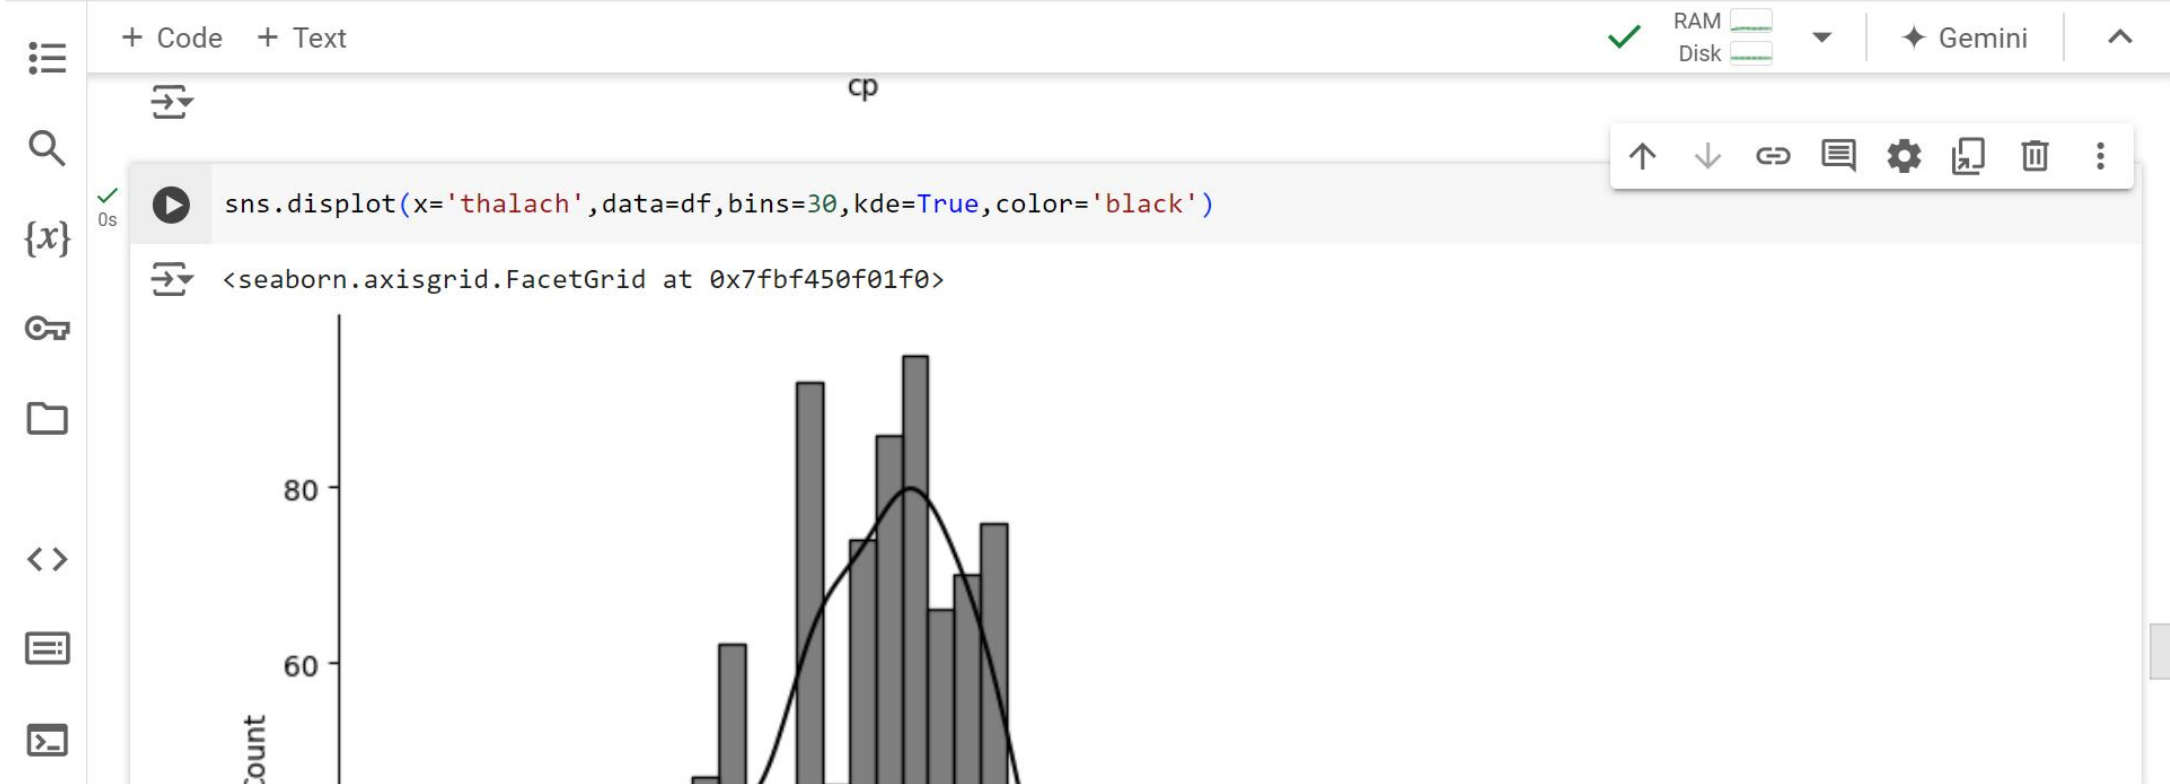 + Code + Text
RAM
Disk
Gemini
cp
{x}
0s
sns.displot(x='thalach',data=df,bins=30,kde=True,color='black')
<seaborn.axisgrid.FacetGrid at 0x7fbf450f01f0>
80
60
Count